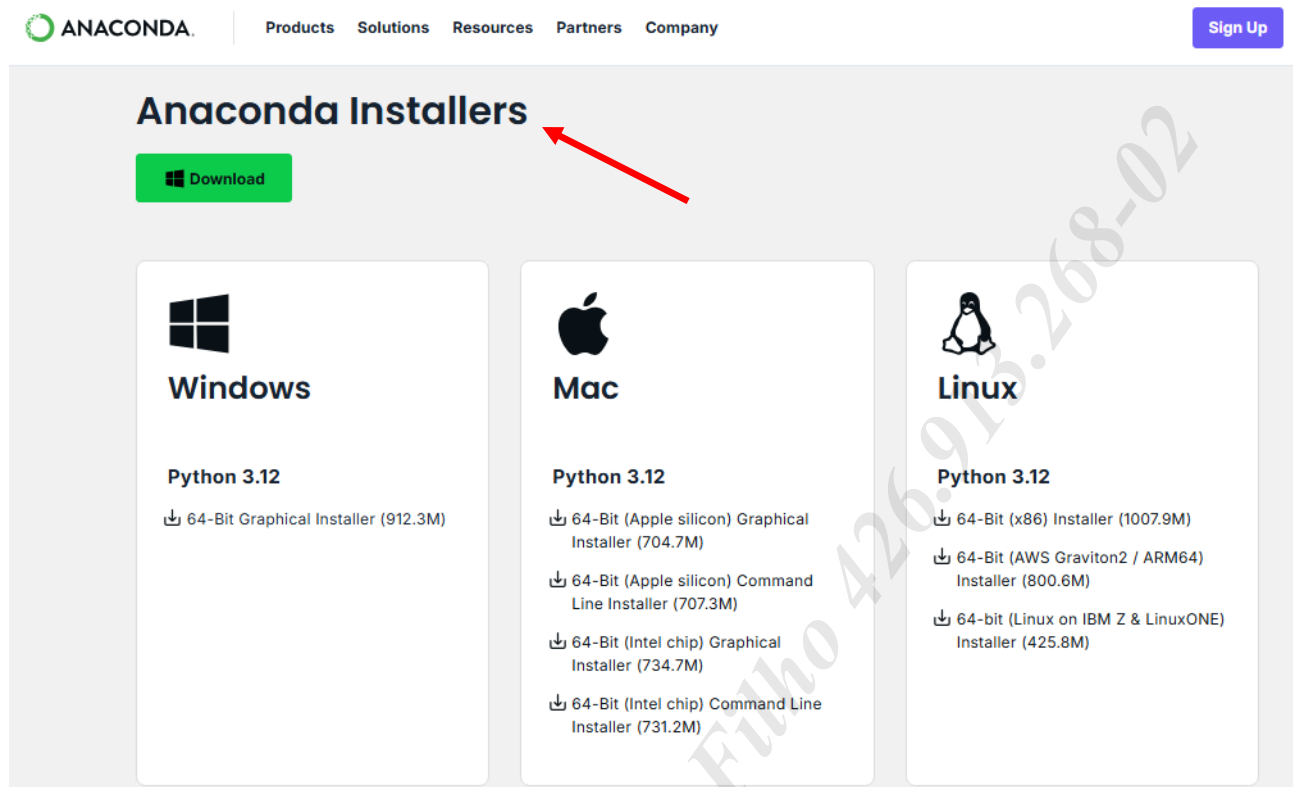 ANACONDA.
Products Solutions Resources Partners Company
Sign Up
Anaconda Installers
Download
Windows
Python 3.12
64-Bit Graphical Installer (912.3M)
Mac
Python 3.12
64-Bit (Apple silicon) Graphical
Installer (704.7M)
64-Bit (Apple silicon) Command
Line Installer (707.3M)
64-Bit (Intel chip) Graphical
Installer (734.7M)
64-Bit (Intel chip) Command Line
Installer (731.2M)
Linux
Python 3.12
64-Bit (x86) Installer (1007.9M)
64-Bit (AWS Graviton2 / ARM64)
Installer (800.6M)
64-bit (Linux on IBM Z & LinuxONE)
Installer (425.8M)
Filho 426.913.268-02